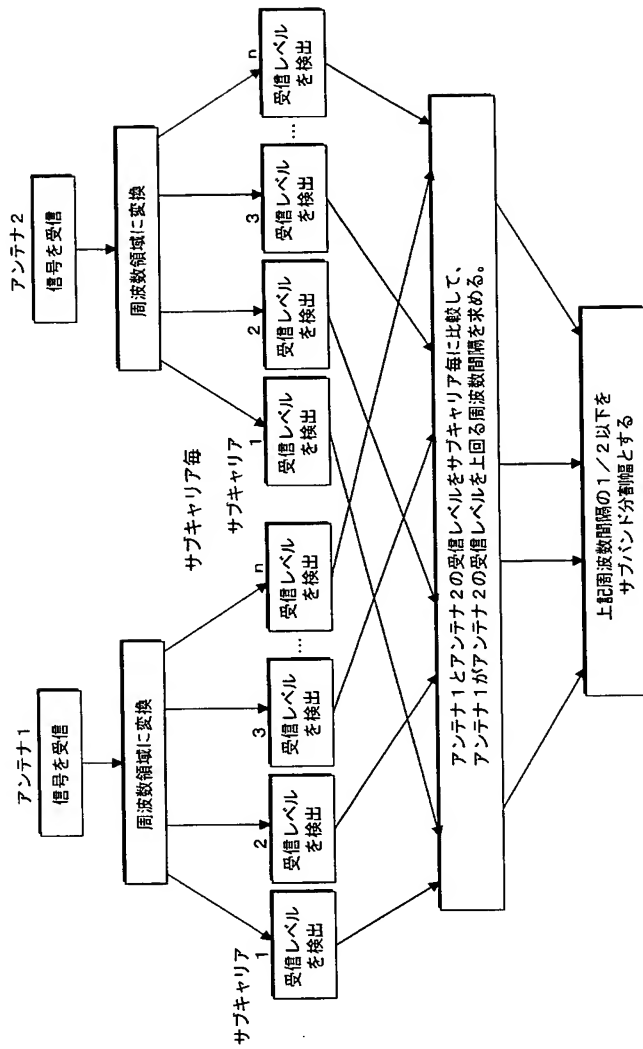 アンテナ1
信号を受信
周波数領域に変換
サブキャリア
1
受信レベル
を検出
2
受信レベル
を検出
3
受信レベル
を検出
…
n
受信レベル
を検出
サブキャリア毎
アンテナ2
信号を受信
周波数領域に変換
サブキャリア
1
受信レベル
を検出
2
受信レベル
を検出
3
受信レベル
を検出
…
n
受信レベル
を検出
アンテナ1とアンテナ2の受信レベルをサブキャリア毎に比較して、
アンテナ1がアンテナ2の受信レベルを上回る周波数間隔を求める。
上記周波数間隔の1/2以下を
サブバンド分割幅とする